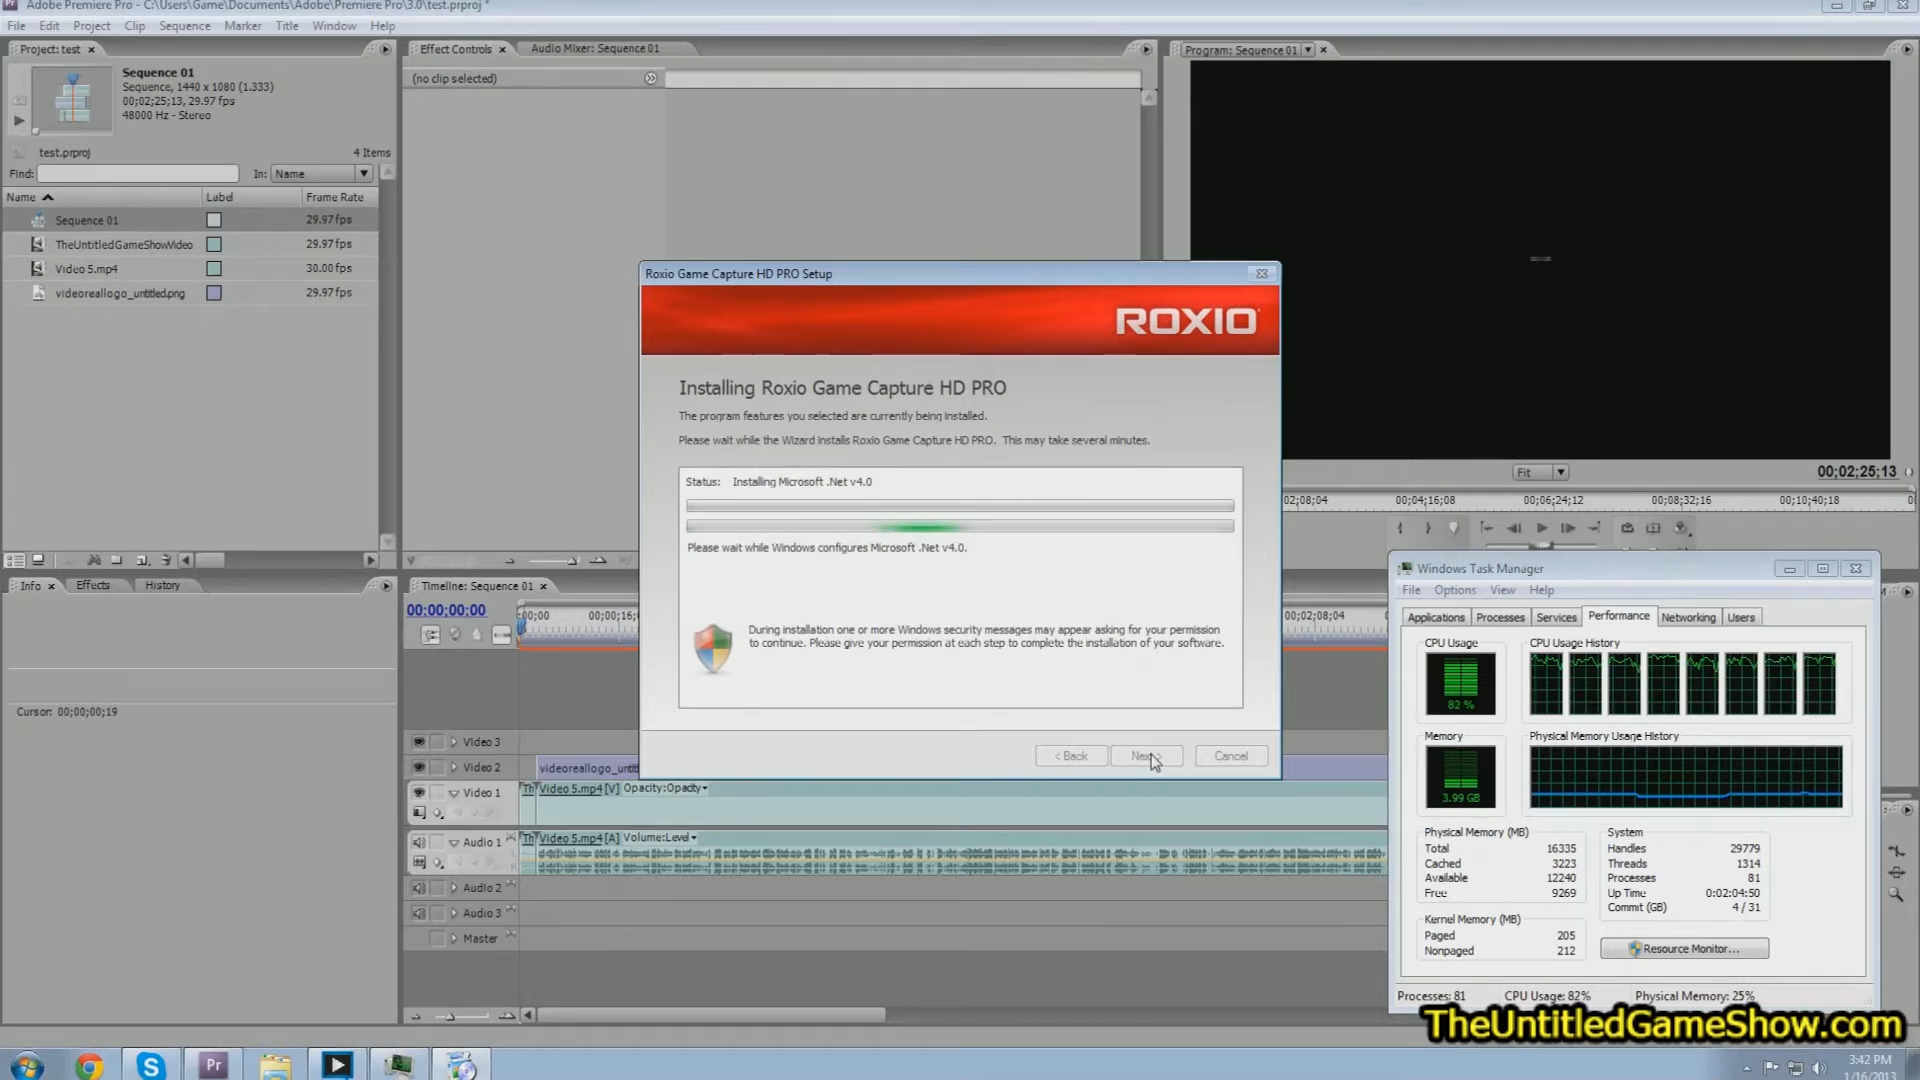 Adobe Premiere Pro - C:\Users\Game\Documents\Adobe\Premiere Pro\3.0\test.prproj *
File Edit Project Clip Sequence Marker Title Window Help
Project: test
Sequence 01
Sequence, 1440 x 1080 (1.333)
00;02;25;13, 29.97 fps
48000 Hz - Stereo
test.prproj 4 Items
Find: In: Name
Name Label Frame Rate
Sequence 01 29.97fps
TheUntitledGameShowVideo 29.97fps
Video 5.mp4 30.00fps
videoreallogo_untitled.png 29.97fps
Effect Controls Audio Mixer: Sequence 01
(no clip selected)
Program: Sequence 01
Fit 00;02;25;13
02;08;04 00;04;16;08 00;06;24;12 00;08;32;16 00;10;40;18
Roxio Game Capture HD PRO Setup
ROXIO
Installing Roxio Game Capture HD PRO
The program features you selected are currently being installed.
Please wait while the Wizard installs Roxio Game Capture HD PRO. This may take several minutes.
Status: Installing Microsoft .Net v4.0
Please wait while Windows configures Microsoft .Net v4.0.
During installation one or more Windows security messages may appear asking for your permission
to continue. Please give your permission at each step to complete the installation of your software.
< Back Next Cancel
Info Effects History
Cursor: 00;00;00;19
Timeline: Sequence 01
00;00;00;00 00;00 00;00;16; 00;02;08;04
Video 3
Video 2 videoreallogo_untitl
Video 1 Th Video 5.mp4 [V] Opacity:Opacity
Audio 1 Th Video 5.mp4 [A] Volume:Level
Audio 2
Audio 3
Master
Windows Task Manager
File Options View Help
Applications Processes Services Performance Networking Users
CPU Usage CPU Usage History
82 %
Memory Physical Memory Usage History
3.99 GB
Physical Memory (MB)
Total 16335
Cached 3223
Available 12240
Free 9269
System
Handles 29779
Threads 1314
Processes 81
Up Time 0:02:04:50
Commit (GB) 4 / 31
Kernel Memory (MB)
Paged 205
Nonpaged 212
Resource Monitor...
Processes: 81 CPU Usage: 82% Physical Memory: 25%
TheUntitledGameShow.com
3:42 PM
1/16/2013